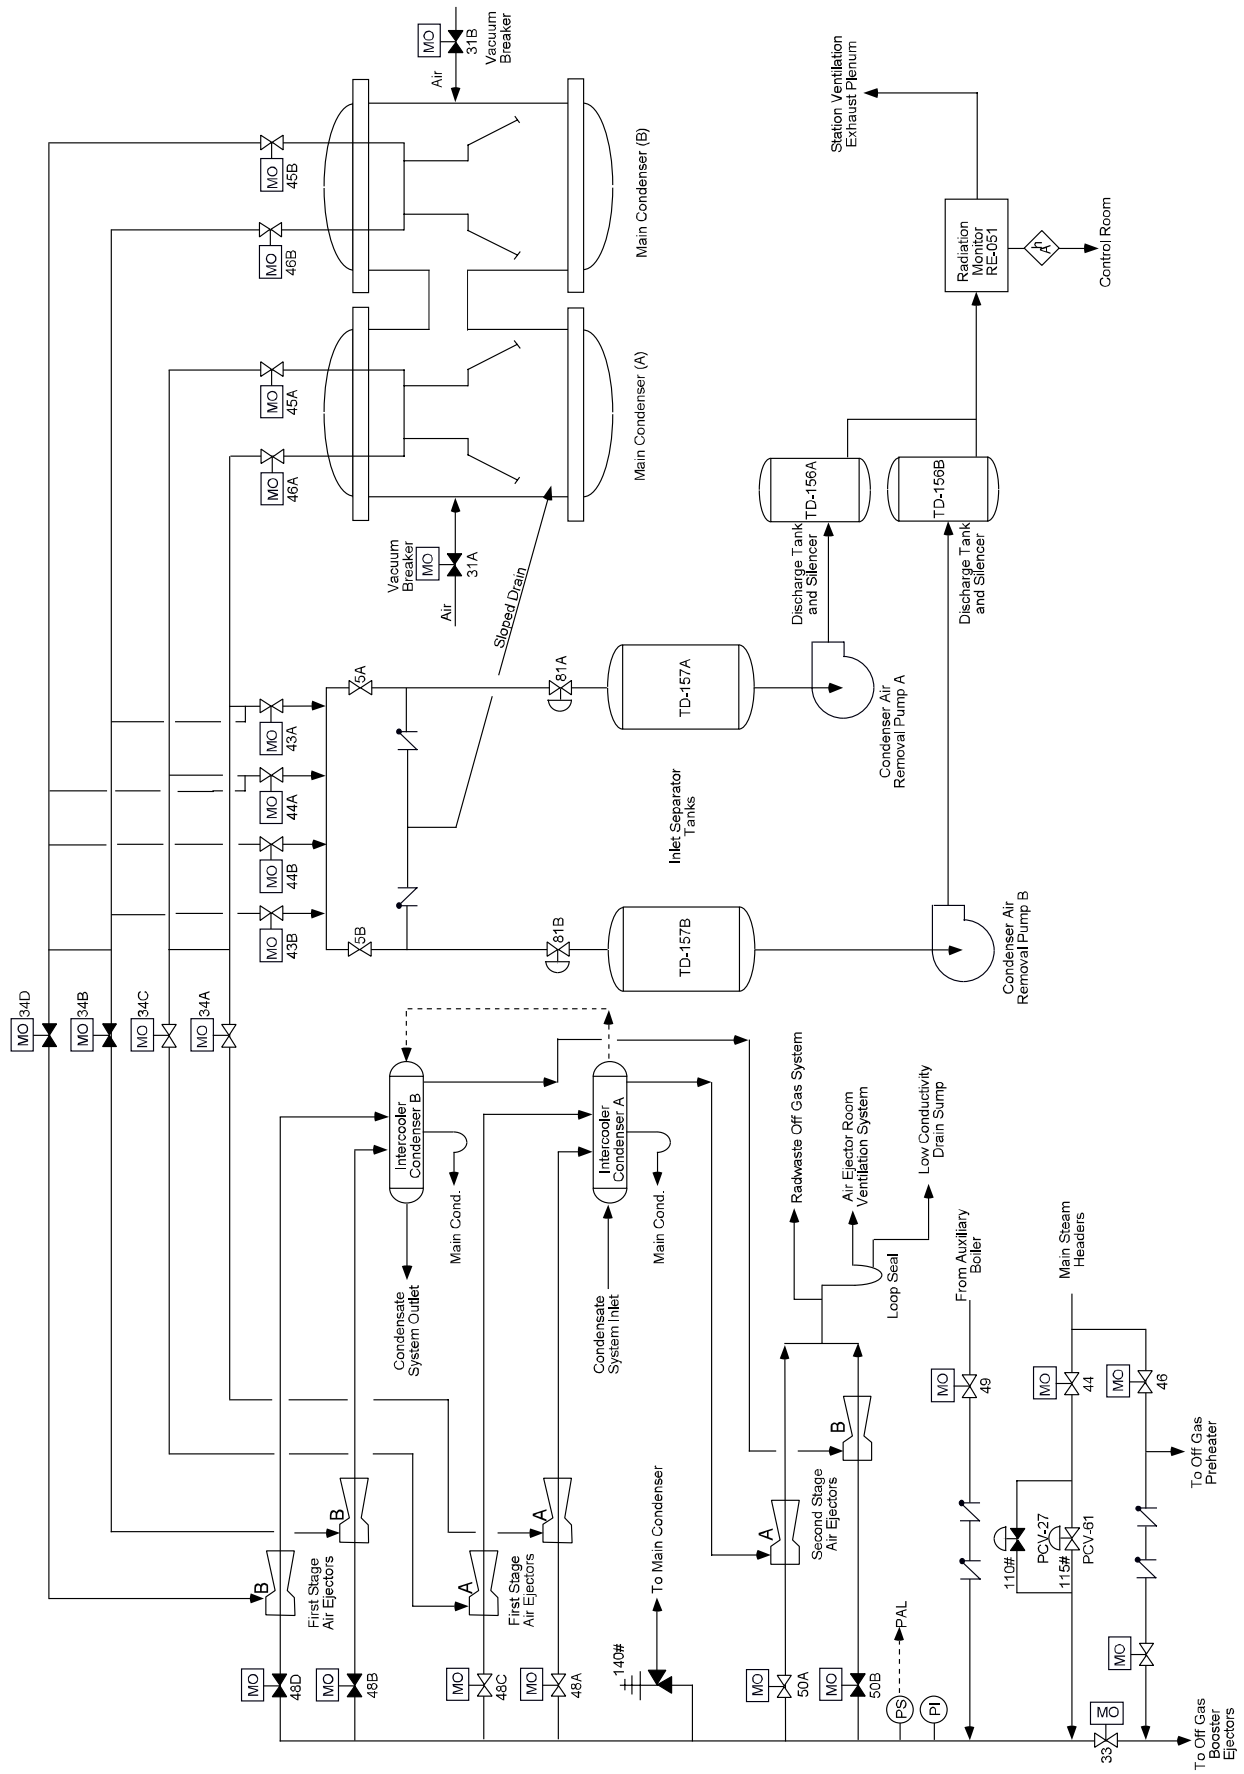 MO
34D
MO
34B
MO
34C
MO
34A
MO
43B
MO
44B
MO
44A
MO
43A
MO
46A
MO
45A
MO
46B
MO
45B
MO
31B
Vacuum
Breaker
Air
Main Condenser (B)
Main Condenser (A)
Vacuum
Breaker
MO
31A
Air
Sloped Drain
5A
5B
81A
81B
TD-157A
TD-157B
Inlet Separator
Tanks
Condenser Air
Removal Pump A
Condenser Air
Removal Pump B
Discharge Tank
and Silencer
TD-156A
Discharge Tank
and Silencer
TD-156B
Radiation
Monitor
RE-051
h
A
Control Room
Station Ventilation
Exhaust Plenum
Intercooler
Condenser B
Main Cond.
Condensate
System Outlet
Intercooler
Condenser A
Main Cond.
Condensate
System Inlet
B
B
First Stage
Air Ejectors
A
A
First Stage
Air Ejectors
MO
48D
MO
48B
MO
48C
MO
48A
140#
To Main Condenser
A
B
Second Stage
Air Ejectors
MO
50A
MO
50B
Radwaste Off Gas System
Air Ejector Room
Ventilation System
Low Conductivity
Drain Sump
Loop Seal
PS
PAL
PI
From Auxiliary
Boiler
MO
49
Main Steam
Headers
MO
44
MO
46
110#
PCV-27
115#
PCV-61
To Off Gas
Preheater
MO
MO
33
To Off Gas
Booster
Ejectors